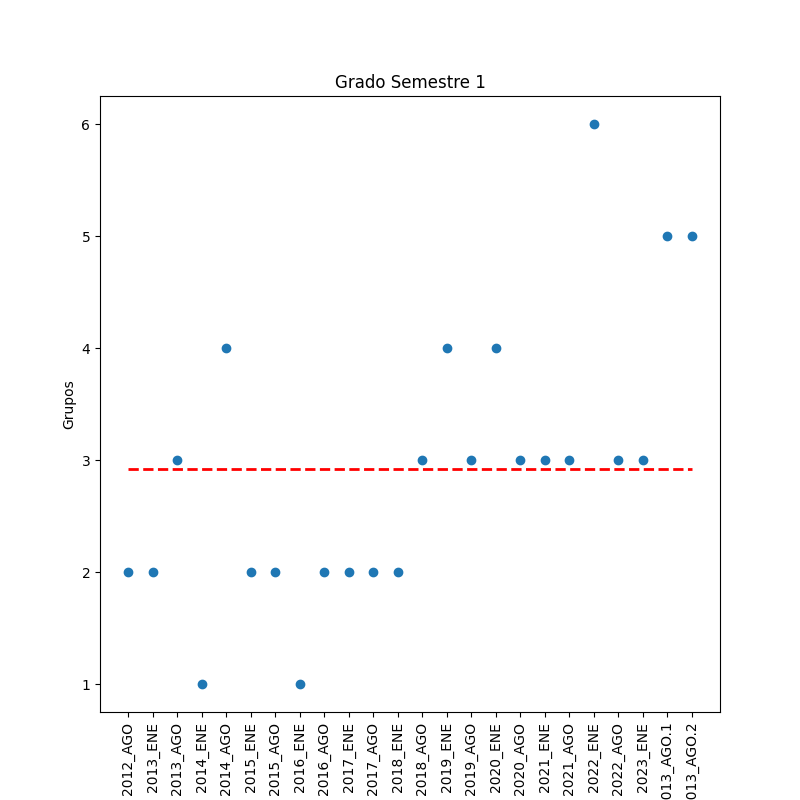 Grado Semestre 1
Grupos
6
5
4
3
2
1
2012_AGO
2013_ENE
2013_AGO
2014_ENE
2014_AGO
2015_ENE
2015_AGO
2016_ENE
2016_AGO
2017_ENE
2017_AGO
2018_ENE
2018_AGO
2019_ENE
2019_AGO
2020_ENE
2020_AGO
2021_ENE
2021_AGO
2022_ENE
2022_AGO
2023_ENE
013_AGO.1
013_AGO.2